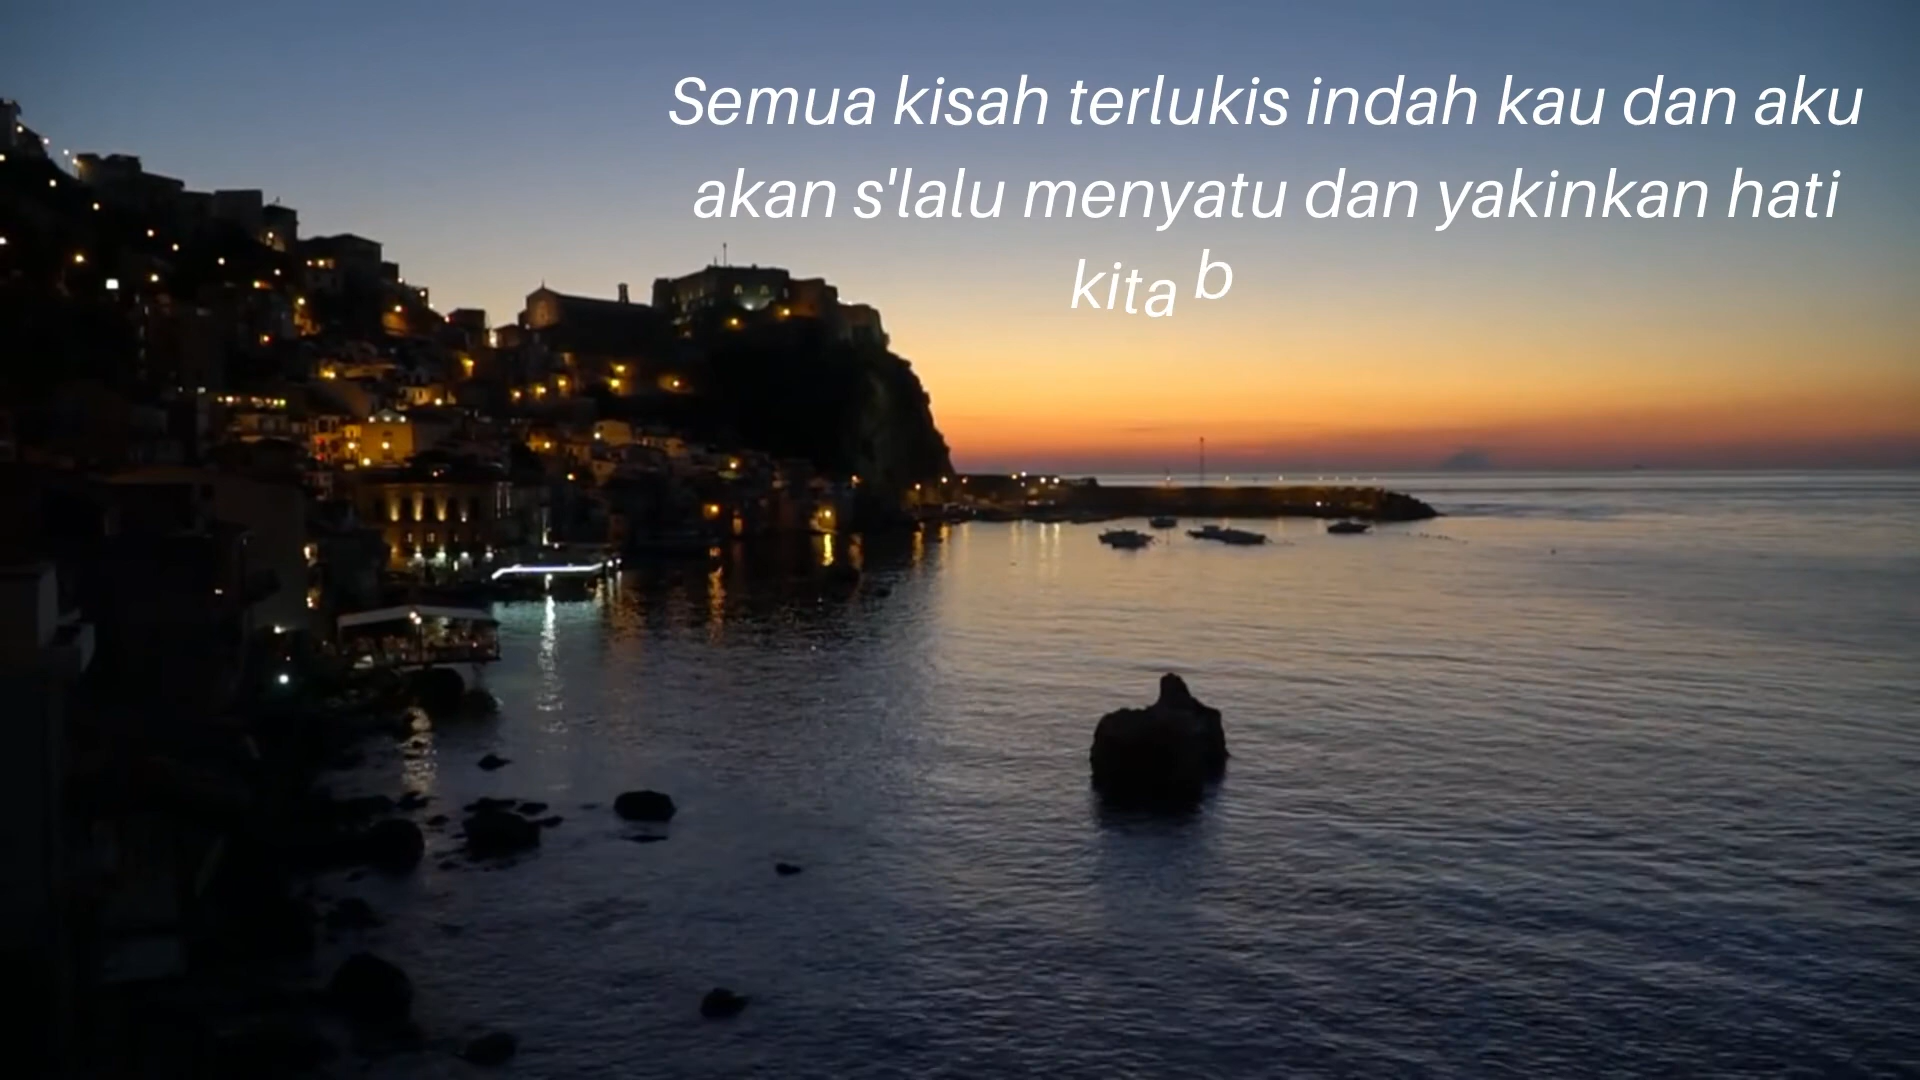 Semua kisah terlukis indah kau dan aku
akan s'lalu menyatu dan yakinkan hati
kita b